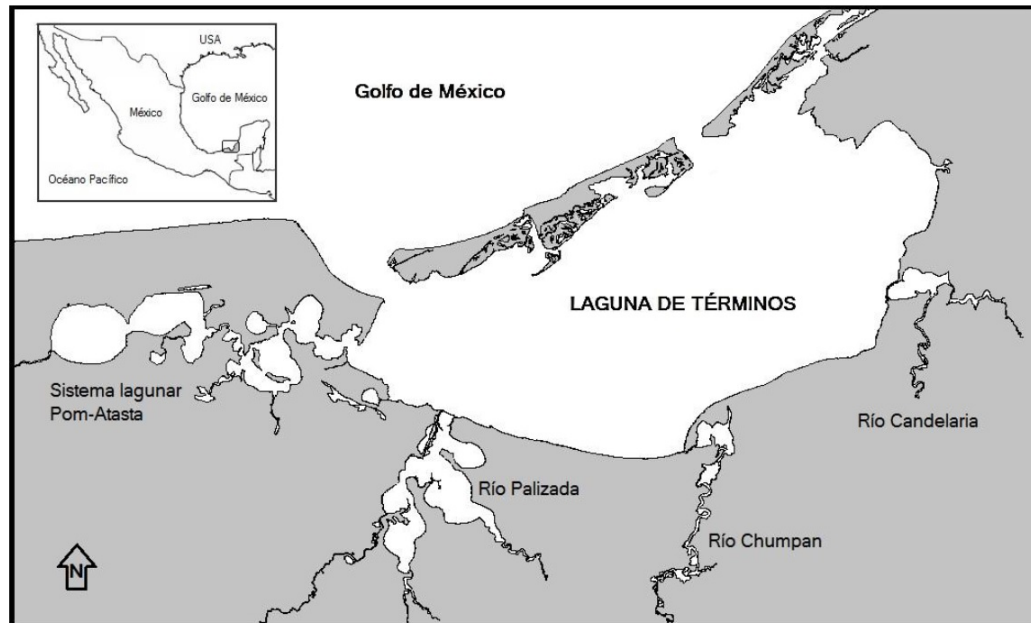 USA
Golfo de México
México
Océano Pacífico
Golfo de México
LAGUNA DE TÉRMINOS
Sistema lagunar
Pom-Atasta
Río Candelaria
Río Palizada
Río Chumpan
N